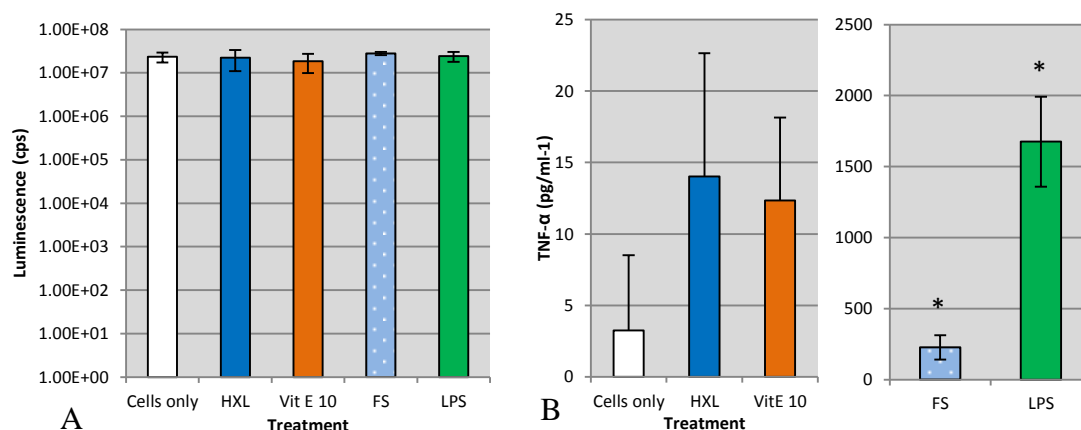 Luminescence (cps)
1.00E+08
1.00E+07
1.00E+06
1.00E+05
1.00E+04
1.00E+03
1.00E+02
1.00E+01
1.00E+00
Cells only HXL Vit E 10 FS LPS
Treatment
A
TNF-α (pg/ml-1)
25
20
15
10
5
0
Cells only HXL VitE 10
Treatment
B
2500
2000
1500
1000
500
0
*
*
FS LPS